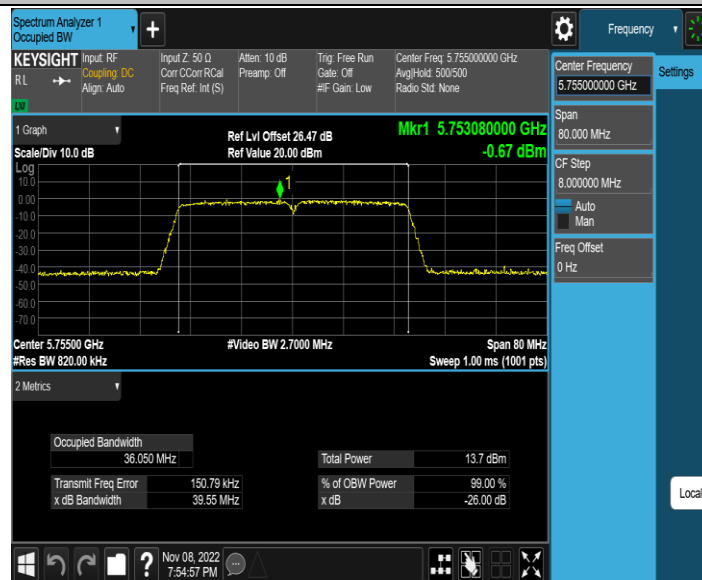 Spectrum Analyzer 1
Occupied BW
Frequency
KEYSIGHT Input: RF Input Z: 50 Ω Atten: 10 dB Trig: Free Run Center Freq: 5.755000000 GHz
RL Coupling: DC Corr CCorr RCal Preamp: Off Gate: Off Avg|Hold: 500/500
Align: Auto Freq Ref: Int (S) #IF Gain: Low Radio Std: None
LXI
Center Frequency
5.755000000 GHz
Settings
Span
80.000 MHz
CF Step
8.000000 MHz
Auto
Man
Freq Offset
0 Hz
1 Graph
Ref Lvl Offset 26.47 dB
Mkr1 5.753080000 GHz
Scale/Div 10.0 dB
Ref Value 20.00 dBm
-0.67 dBm
Log
10.0
0.00
-10.0
-20.0
-30.0
-40.0
-50.0
-60.0
-70.0
1
Center 5.75500 GHz #Video BW 2.7000 MHz Span 80 MHz
#Res BW 820.00 kHz Sweep 1.00 ms (1001 pts)
2 Metrics
Occupied Bandwidth
36.050 MHz
Total Power 13.7 dBm
Transmit Freq Error 150.79 kHz
% of OBW Power 99.00 %
x dB Bandwidth 39.55 MHz
x dB -26.00 dB
Local
?
Nov 08, 2022
7:54:57 PM